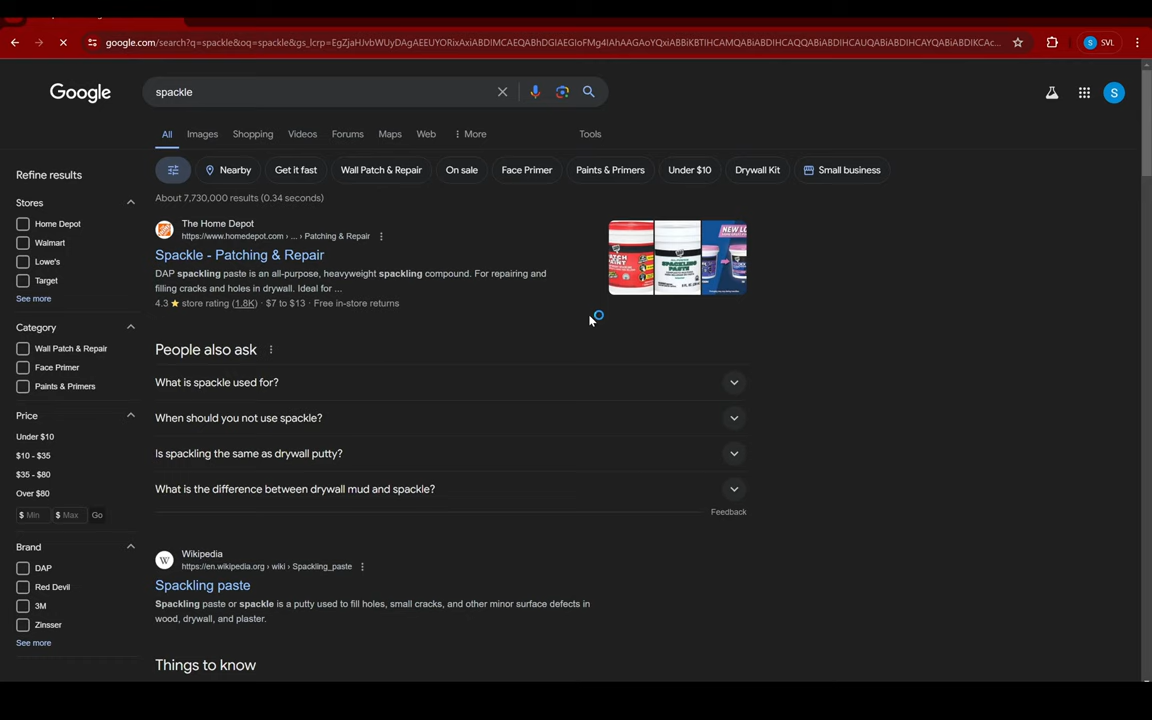 google.com/search?q=spackle&oq=spackle&gs_lcrp=EgZjaHJvbWUyDAgAEEUYORixAxiABDIMCAEQABhDGIAEGIoFMg4IAhAAGAoYQxiABBiKBTIHCAMQABiABDIHCAQQABiABDIHCAUQABiABDIHCAYQABiABDIKCAc...
SVL
Google
spackle
All
Images
Shopping
Videos
Forums
Maps
Web
More
Tools
Nearby
Get it fast
Wall Patch & Repair
On sale
Face Primer
Paints & Primers
Under $10
Drywall Kit
Small business
About 7,730,000 results (0.34 seconds)
Refine results
Stores
Home Depot
Walmart
Lowe's
Target
See more
Category
Wall Patch & Repair
Face Primer
Paints & Primers
Price
Under $10
$10 - $35
$35 - $80
Over $80
$ Min
$ Max
Go
Brand
DAP
Red Devil
3M
Zinsser
See more
The Home Depot
https://www.homedepot.com › ... › Patching & Repair
Spackle - Patching & Repair
DAP spackling paste is an all-purpose, heavyweight spackling compound. For repairing and
filling cracks and holes in drywall. Ideal for ...
4.3 ★ store rating (1.8K) · $7 to $13 · Free in-store returns
People also ask
What is spackle used for?
When should you not use spackle?
Is spackling the same as drywall putty?
What is the difference between drywall mud and spackle?
Feedback
W
Wikipedia
https://en.wikipedia.org › wiki › Spackling_paste
Spackling paste
Spackling paste or spackle is a putty used to fill holes, small cracks, and other minor surface defects in
wood, drywall, and plaster.
Things to know